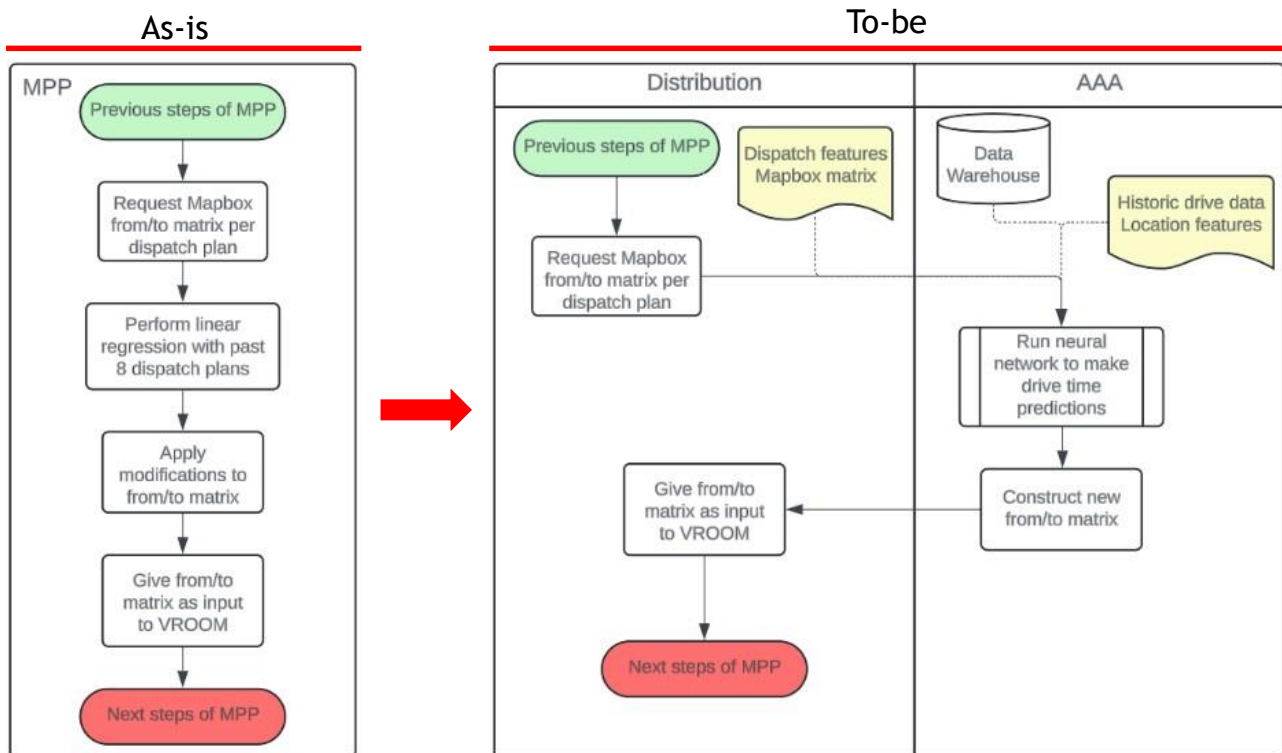 As-is
MPP
Previous steps of MPP
Request Mapbox
from/to matrix per
dispatch plan
Perform linear
regression with past
8 dispatch plans
Apply
modifications to
from/to matrix
Give from/to
matrix as input
to VROOM
Next steps of MPP
To-be
Distribution
AAA
Previous steps of MPP
Dispatch features
Mapbox matrix
Data
Warehouse
Historic drive data
Location features
Request Mapbox
from/to matrix per
dispatch plan
Run neural
network to make
drive time
predictions
Give from/to
matrix as input
to VROOM
Construct new
from/to matrix
Next steps of MPP